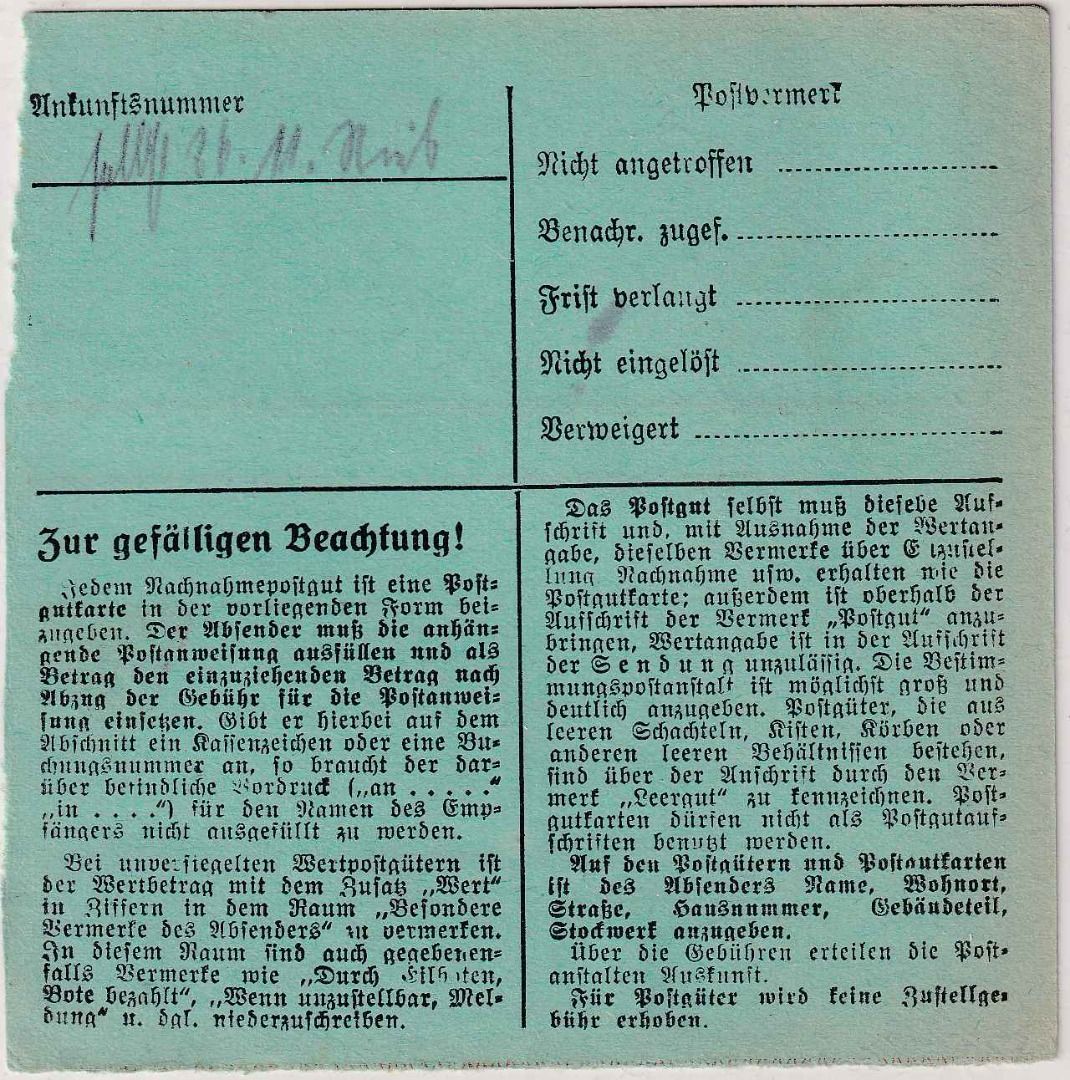 Ankunftsnummer
26. 11.
Postvermerk
Nicht angetroffen
Benachr. zuges.
Frist verlangt
Nicht eingelöst
Verweigert
Zur gefälligen Beachtung!
Jedem Nachnahmepostgut ist eine Post-
gutkarte in der vorliegenden Form bei-
zugeben. Der Absender muß die anhän-
gende Postanweisung ausfüllen und als
Betrag den einzuziehenden Betrag nach
Abzng der Gebühr für die Postanwei-
sung einsetzen. Gibt er hierbei auf dem
Abschnitt ein Kassenzeichen oder eine Bu-
chungsnummer an, so braucht der dar-
über befindliche Vordruck („an . . . . .“
„in . . . .“) für den Namen des Emp-
fängers nicht ausgefüllt zu werden.
Bei unversiegelten Wertpostgütern ist
der Wertbetrag mit dem Zusatz „Wert“
in Ziffern in dem Raum „Besondere
Vermerke des Absenders“ zu vermerken.
In diesem Raum sind auch gegebenen-
falls Vermerke wie „Durch Eilboten,
Bote bezahlt“, „Wenn unzustellbar, Mel-
dung“ u. dgl. niederzuschreiben.
Das Postgut selbst muß diesebe Auf-
schrift und, mit Ausnahme der Wertan-
gabe, dieselben Vermerke über Eilzustel-
lung Nachnahme usw. erhalten wie die
Postgutkarte; außerdem ist oberhalb der
Aufschrift der Vermerk „Postgut“ anzu-
bringen, Wertangabe ist in der Aufschrift
der Sendung unzulässig. Die Bestim-
mungspostanstalt ist möglichst groß und
deutlich anzugeben. Postgüter, die aus
leeren Schachteln, Kisten, Körben oder
anderen leeren Behältnissen bestehen,
sind über der Anschrift durch den Ver-
merk „Leergut“ zu kennzeichnen. Post-
gutkarten dürfen nicht als Postgutauf-
schriften benutzt werden.
Auf den Postgütern und Postgutkarten
ist des Absenders Name, Wohnort,
Straße, Hausnummer, Gebäudeteil,
Stockwerk anzugeben.
Über die Gebühren erteilen die Post-
anstalten Auskunft.
Für Postgüter wird keine Zustellge-
bühr erhoben.